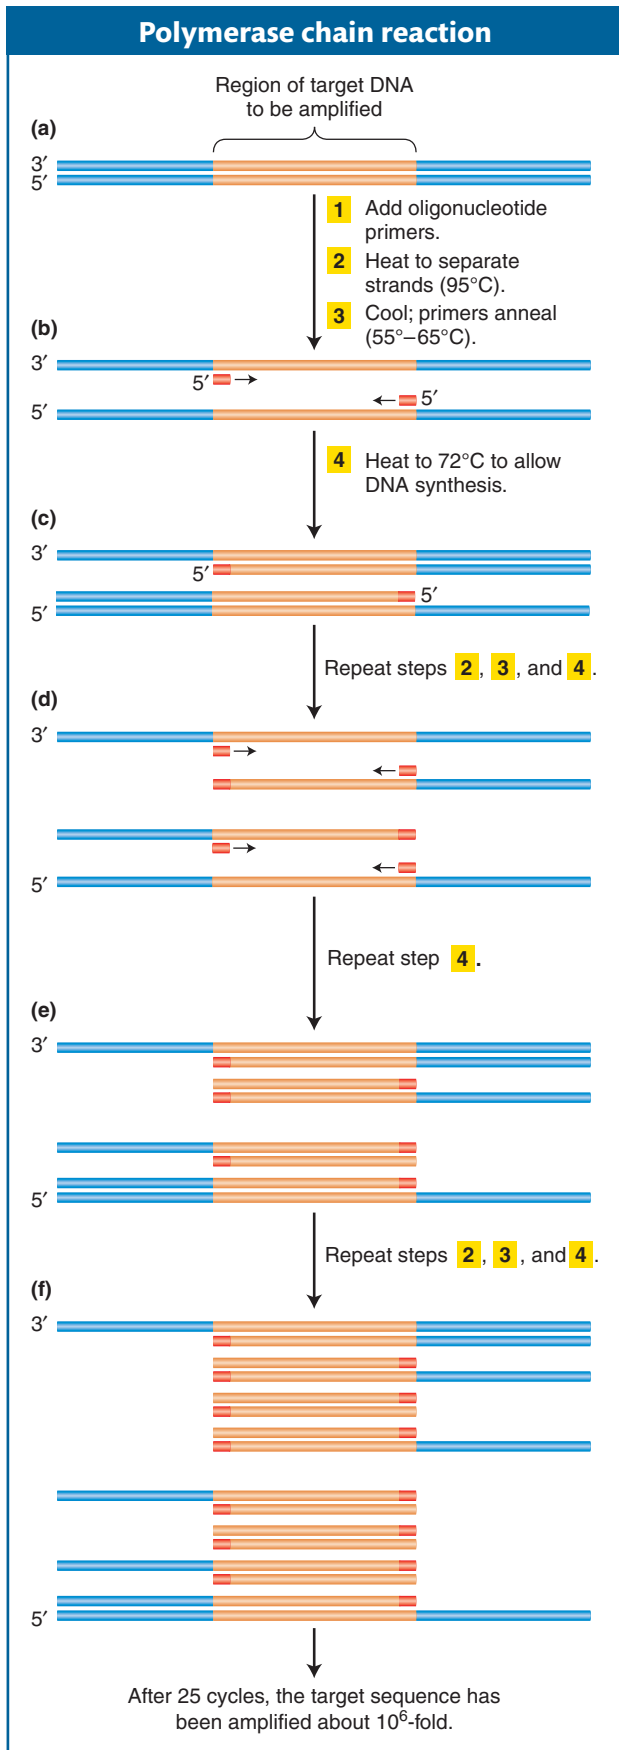 Polymerase chain reaction
Region of target DNA
to be amplified
(a)
3′
5′
1 Add oligonucleotide
primers.
2 Heat to separate
strands (95°C).
3 Cool; primers anneal
(55°–65°C).
(b)
3′
5′
5′
5′
4 Heat to 72°C to allow
DNA synthesis.
(c)
3′
5′
5′
5′
Repeat steps 2, 3, and 4.
(d)
3′
5′
Repeat step 4.
(e)
3′
5′
Repeat steps 2, 3, and 4.
(f)
3′
5′
After 25 cycles, the target sequence has
been amplified about 10⁶-fold.